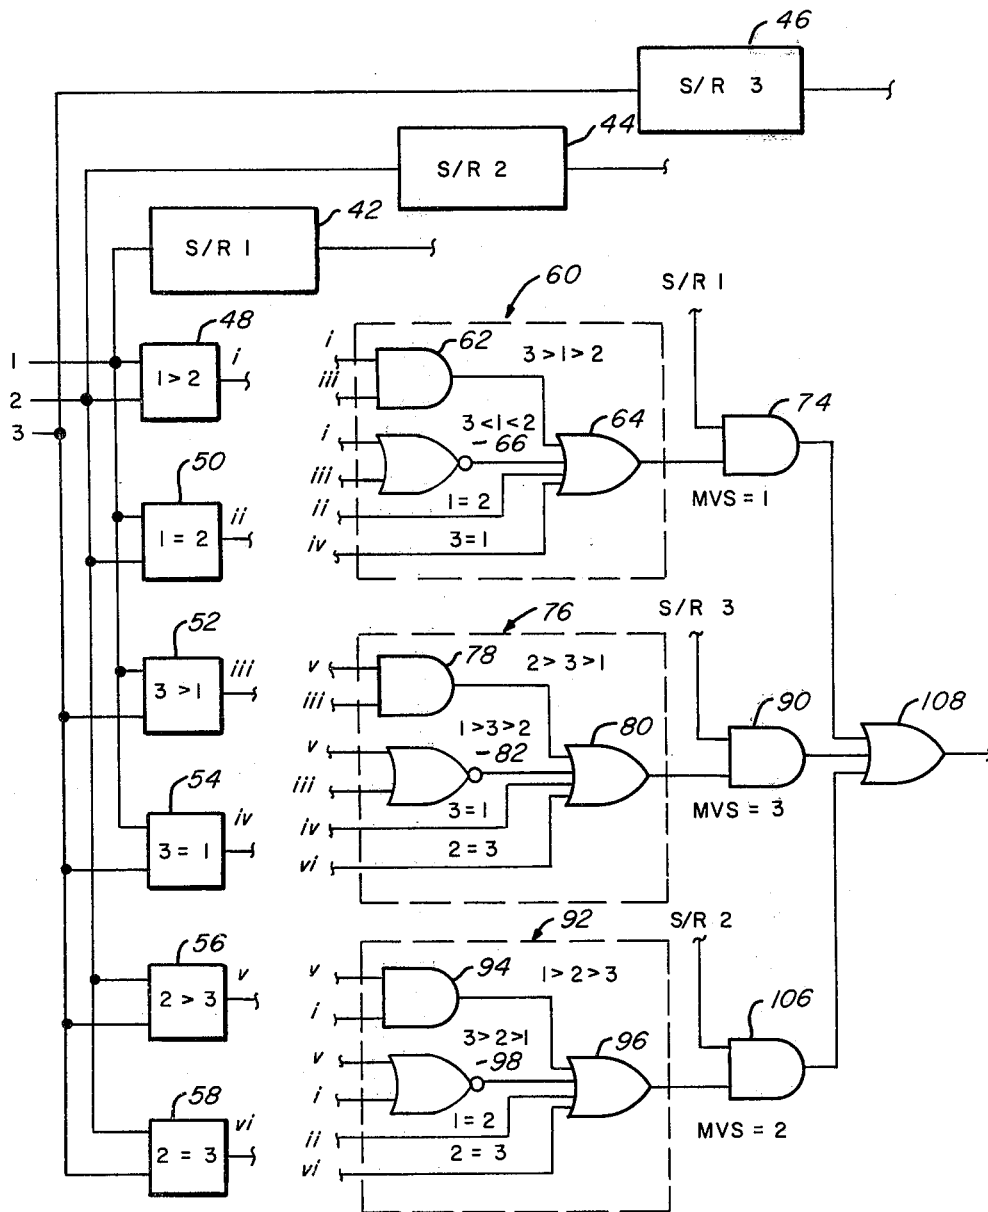 46
S/R 3
44
S/R 2
42
S/R 1
60
S/R 1
48
1
1 > 2
i
2
3
i
62
3 > 1 > 2
iii
74
i
3 < 1 < 2
64
-66
iii
ii
1 = 2
MVS = 1
iv
3 = 1
50
ii
1 = 2
52
iii
3 > 1
76
S/R 3
v
78
2 > 3 > 1
iii
90
108
v
1 > 3 > 2
80
-82
iii
3 = 1
MVS = 3
iv
2 = 3
vi
54
iv
3 = 1
92
S/R 2
56
v
2 > 3
v
94
1 > 2 > 3
i
106
v
3 > 2 > 1
-98
96
i
1 = 2
ii
MVS = 2
2 = 3
vi
58
vi
2 = 3